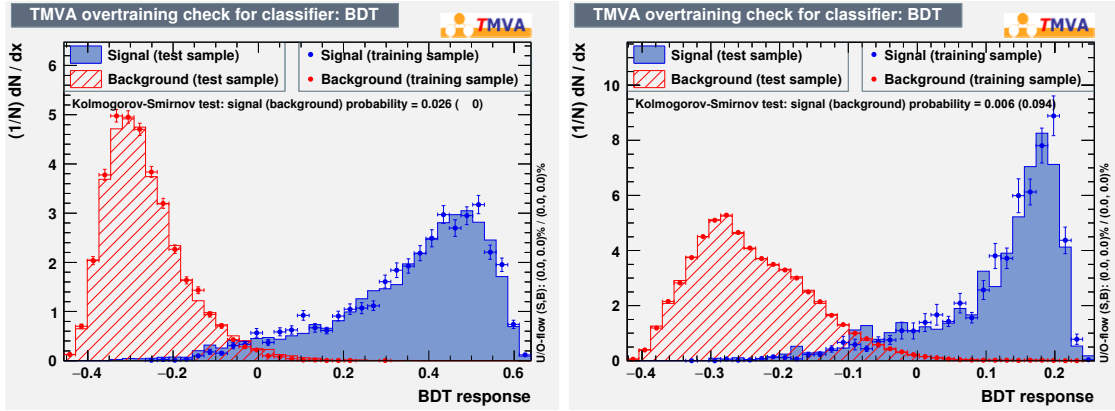 TMVA overtraining check for classifier: BDT
TMVA
Signal (test sample)
Background (test sample)
Signal (training sample)
Background (training sample)
Kolmogorov-Smirnov test: signal (background) probability = 0.026 ( 0)
(1/N) dN / dx
6
5
4
3
2
1
0
−0.4 −0.2 0 0.2 0.4 0.6
BDT response
U/O-flow (S,B): (0.0, 0.0)% / (0.0, 0.0)%
TMVA overtraining check for classifier: BDT
TMVA
Signal (test sample)
Background (test sample)
Signal (training sample)
Background (training sample)
Kolmogorov-Smirnov test: signal (background) probability = 0.006 (0.094)
(1/N) dN / dx
10
8
6
4
2
0
−0.4 −0.3 −0.2 −0.1 0 0.1 0.2
BDT response
U/O-flow (S,B): (0.0, 0.0)% / (0.0, 0.0)%